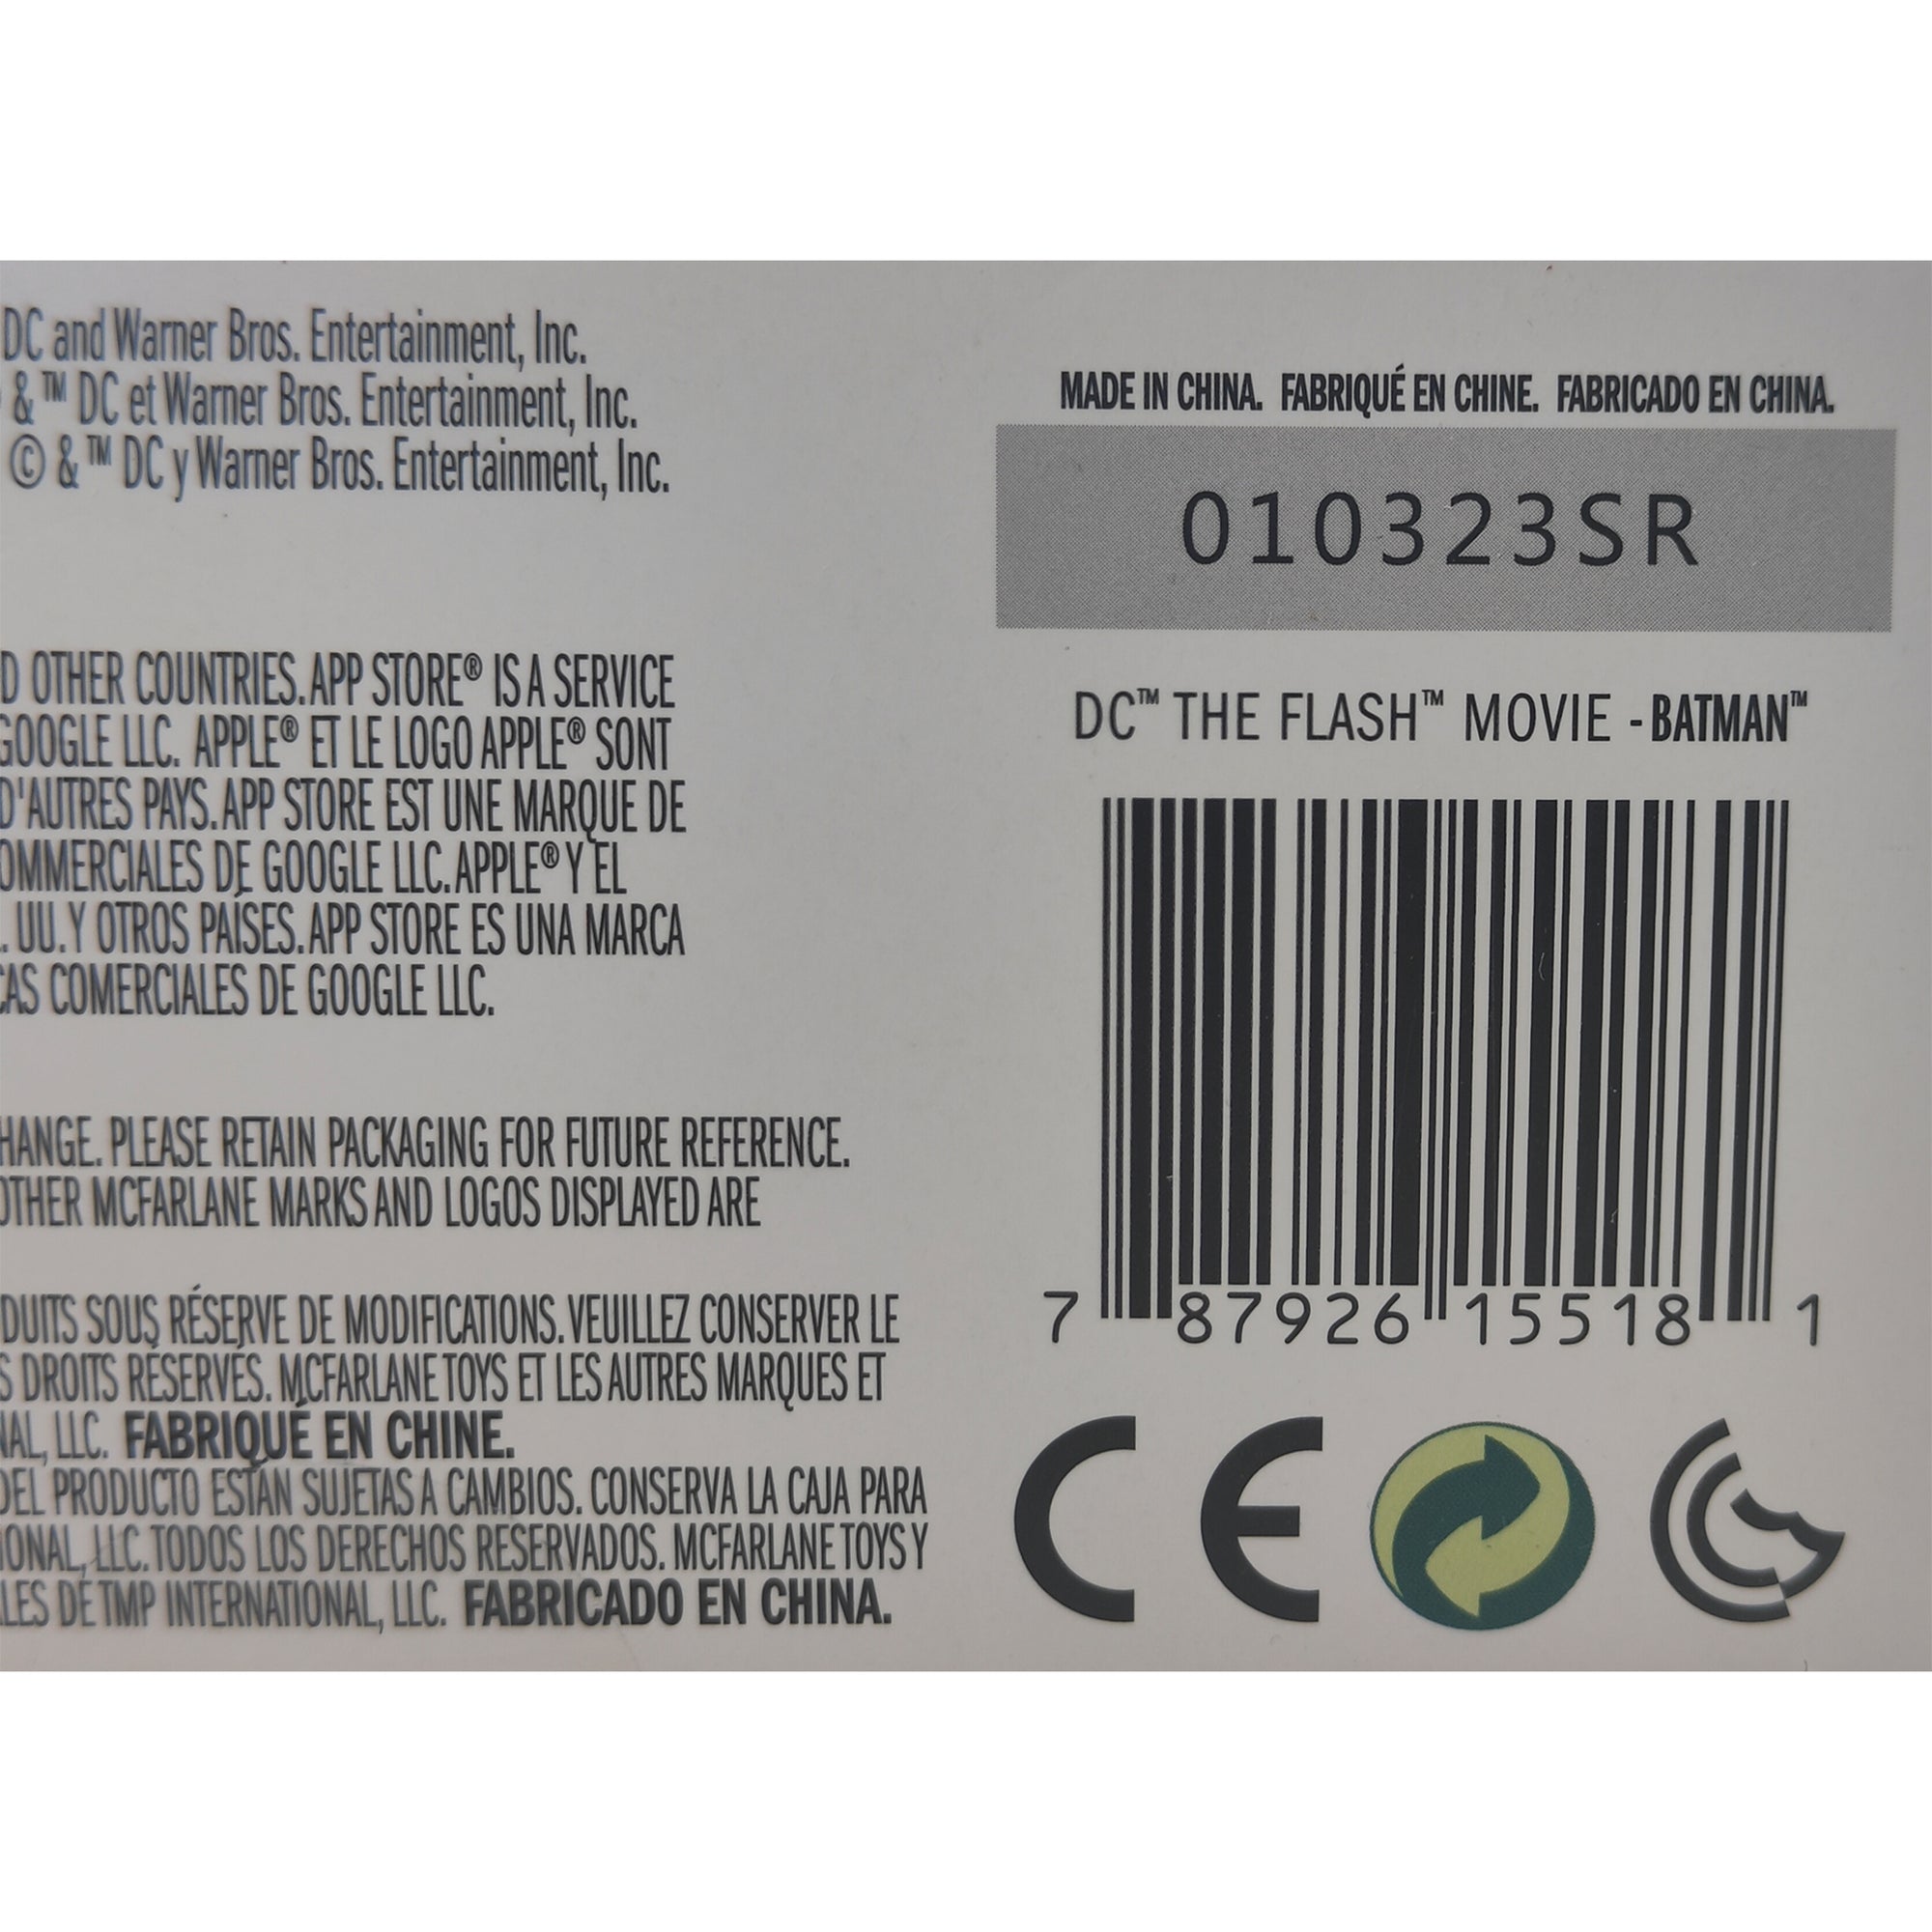 DC and Warner Bros. Entertainment, Inc.
& ™ DC et Warner Bros. Entertainment, Inc.
© & ™ DC y Warner Bros. Entertainment, Inc.
D OTHER COUNTRIES. APP STORE® IS A SERVICE
GOOGLE LLC. APPLE® ET LE LOGO APPLE® SONT
D'AUTRES PAYS. APP STORE EST UNE MARQUE DE
OMMERCIALES DE GOOGLE LLC. APPLE® Y EL
. UU. Y OTROS PAÍSES. APP STORE ES UNA MARCA
CAS COMERCIALES DE GOOGLE LLC.
HANGE. PLEASE RETAIN PACKAGING FOR FUTURE REFERENCE.
OTHER MCFARLANE MARKS AND LOGOS DISPLAYED ARE
DUITS SOUS RÉSERVE DE MODIFICATIONS. VEUILLEZ CONSERVER LE
S DROITS RÉSERVÉS. MCFARLANE TOYS ET LES AUTRES MARQUES ET
NAL, LLC. FABRIQUÉ EN CHINE.
DEL PRODUCTO ESTÁN SUJETAS A CAMBIOS. CONSERVA LA CAJA PARA
IONAL, LLC. TODOS LOS DERECHOS RESERVADOS. MCFARLANE TOYS Y
LES DE TMP INTERNATIONAL, LLC. FABRICADO EN CHINA.
MADE IN CHINA. FABRIQUÉ EN CHINE. FABRICADO EN CHINA.
010323SR
DC™ THE FLASH™ MOVIE - BATMAN™
7 87926 15518 1
CE